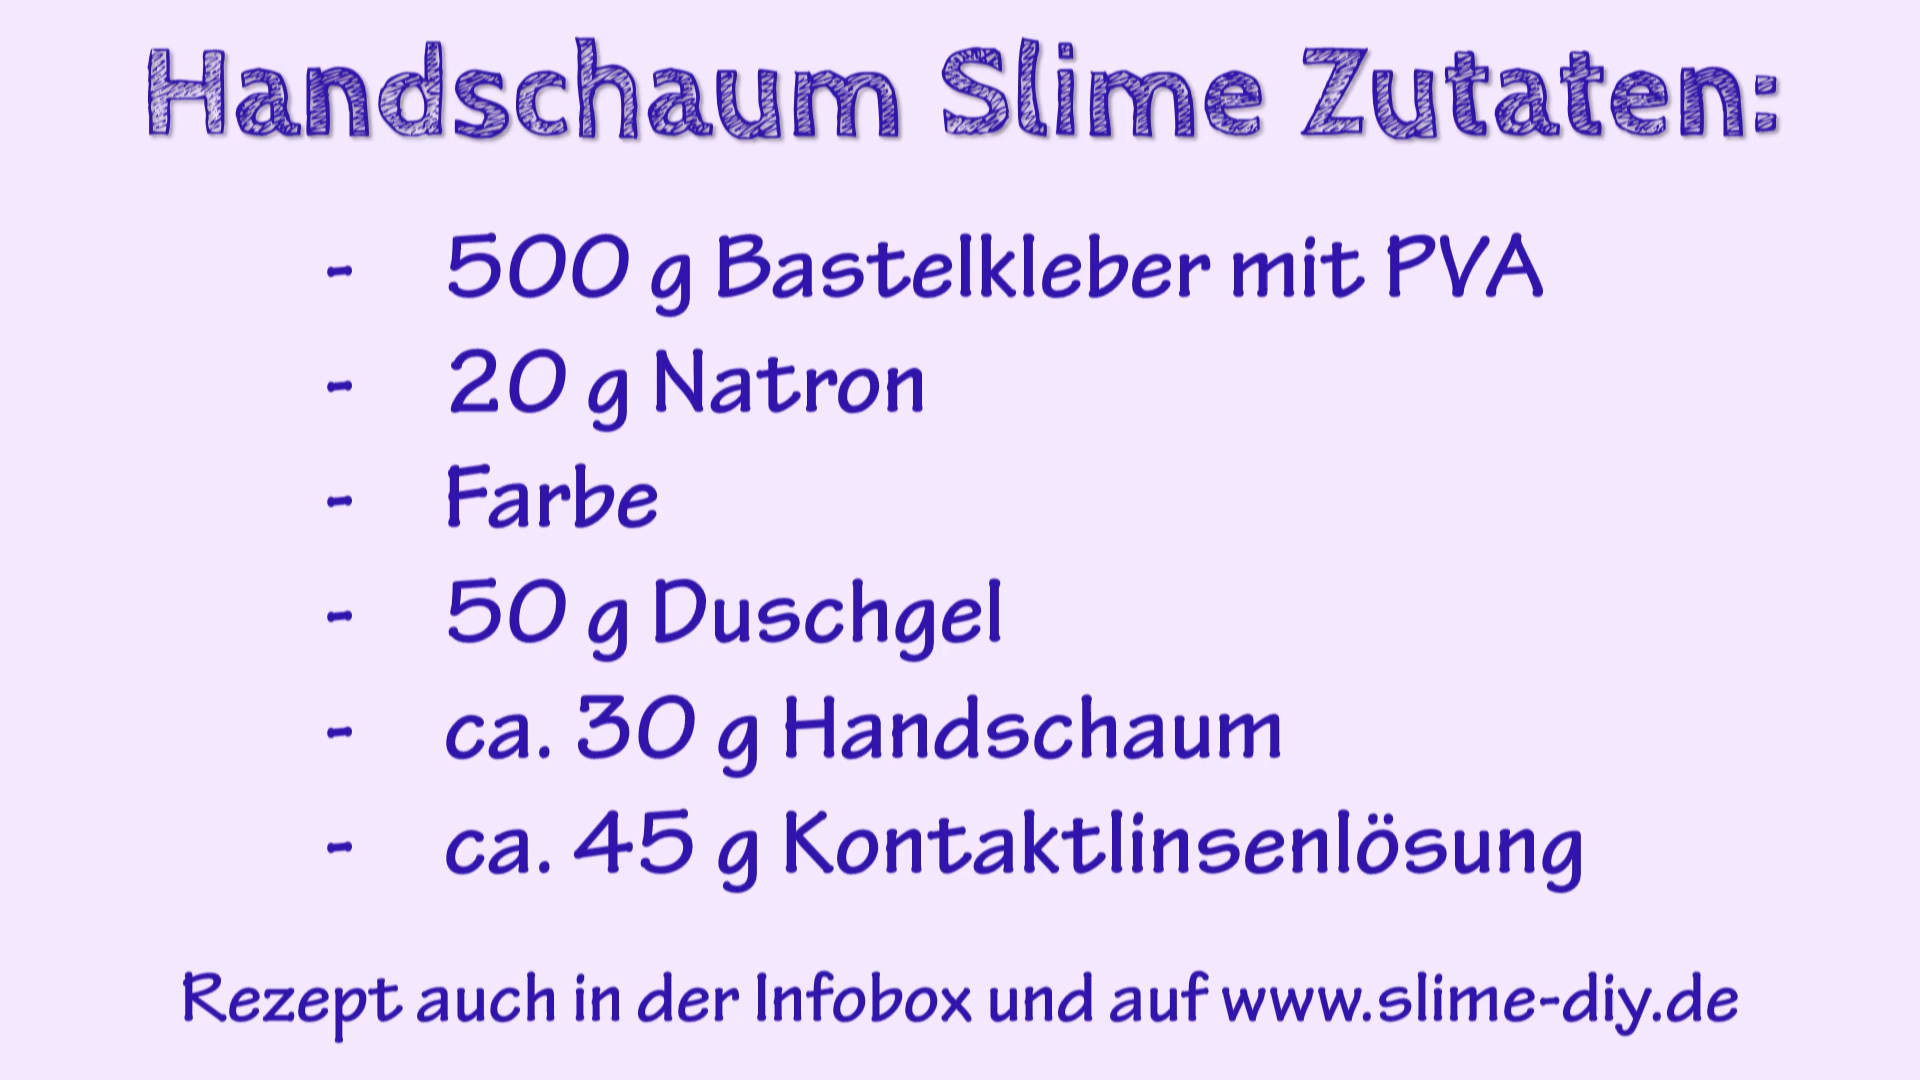 Handschaum Slime Zutaten:
- 500 g Bastelkleber mit PVA
- 20 g Natron
- Farbe
- 50 g Duschgel
- ca. 30 g Handschaum
- ca. 45 g Kontaktlinsenlösung
Rezept auch in der Infobox und auf www.slime-diy.de